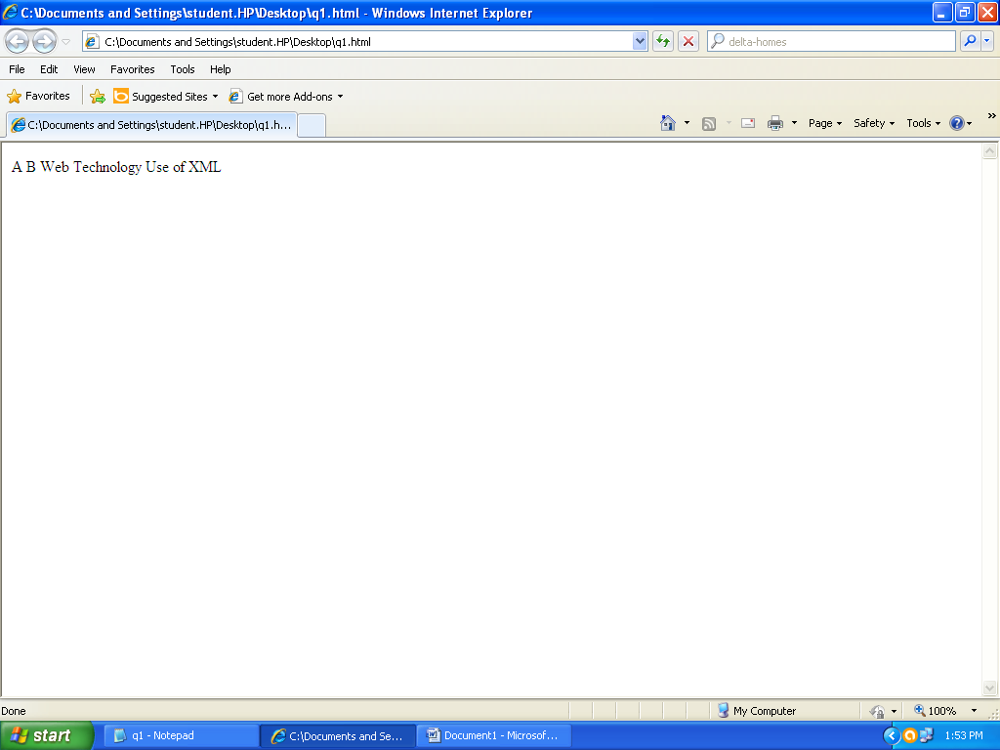 C:\Documents and Settings\student.HP\Desktop\q1.html - Windows Internet Explorer
C:\Documents and Settings\student.HP\Desktop\q1.html
delta-homes
File Edit View Favorites Tools Help
Favorites Suggested Sites Get more Add-ons
C:\Documents and Settings\student.HP\Desktop\q1.h... Page Safety Tools
A B Web Technology Use of XML
Done My Computer 100%
start q1 - Notepad C:\Documents and Se... Document1 - Microsof... 1:53 PM